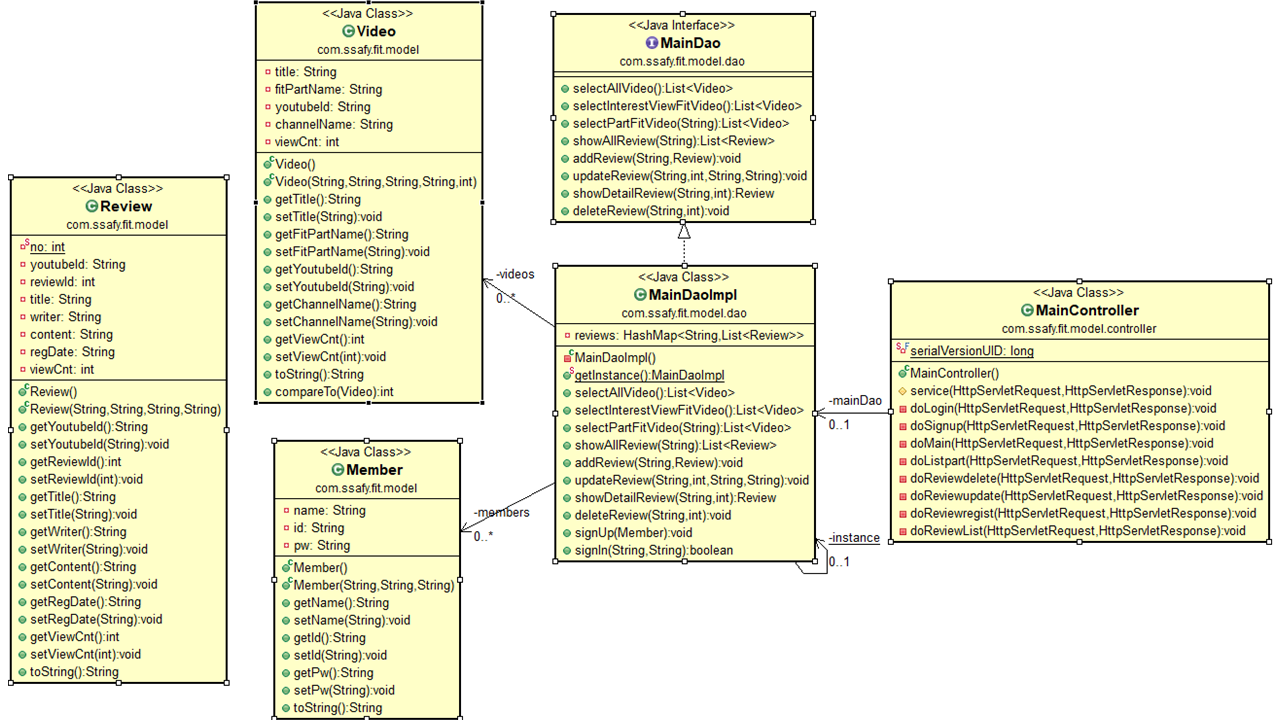 <<Java Class>>
Review
com.ssafy.fit.model
no: int
youtubeId: String
reviewId: int
title: String
writer: String
content: String
regDate: String
viewCnt: int
Review()
Review(String,String,String,String)
getYoutubeId():String
setYoutubeId(String):void
getReviewId():int
setReviewId(int):void
getTitle():String
setTitle(String):void
getWriter():String
setWriter(String):void
getContent():String
setContent(String):void
getRegDate():String
setRegDate(String):void
getViewCnt():int
setViewCnt(int):void
toString():String
<<Java Class>>
Video
com.ssafy.fit.model
title: String
fitPartName: String
youtubeId: String
channelName: String
viewCnt: int
Video()
Video(String,String,String,String,int)
getTitle():String
setTitle(String):void
getFitPartName():String
setFitPartName(String):void
getYoutubeId():String
setYoutubeId(String):void
getChannelName():String
setChannelName(String):void
getViewCnt():int
setViewCnt(int):void
toString():String
compareTo(Video):int
<<Java Class>>
Member
com.ssafy.fit.model
name: String
id: String
pw: String
Member()
Member(String,String,String)
getName():String
setName(String):void
getId():String
setId(String):void
getPw():String
setPw(String):void
toString():String
-videos
0..*
-members
0..*
<<Java Interface>>
MainDao
com.ssafy.fit.model.dao
selectAllVideo():List<Video>
selectInterestViewFitVideo():List<Video>
selectPartFitVideo(String):List<Video>
showAllReview(String):List<Review>
addReview(String,Review):void
updateReview(String,int,String,String):void
showDetailReview(String,int):Review
deleteReview(String,int):void
<<Java Class>>
MainDaoImpl
com.ssafy.fit.model.dao
reviews: HashMap<String,List<Review>>
MainDaoImpl()
getInstance():MainDaoImpl
selectAllVideo():List<Video>
selectInterestViewFitVideo():List<Video>
selectPartFitVideo(String):List<Video>
showAllReview(String):List<Review>
addReview(String,Review):void
updateReview(String,int,String,String):void
showDetailReview(String,int):Review
deleteReview(String,int):void
signUp(Member):void
signIn(String,String):boolean
-mainDao
0..1
-instance
0..1
<<Java Class>>
MainController
com.ssafy.fit.model.controller
serialVersionUID: long
MainController()
service(HttpServletRequest,HttpServletResponse):void
doLogin(HttpServletRequest,HttpServletResponse):void
doSignup(HttpServletRequest,HttpServletResponse):void
doMain(HttpServletRequest,HttpServletResponse):void
doListpart(HttpServletRequest,HttpServletResponse):void
doReviewdelete(HttpServletRequest,HttpServletResponse):void
doReviewupdate(HttpServletRequest,HttpServletResponse):void
doReviewregist(HttpServletRequest,HttpServletResponse):void
doReviewList(HttpServletRequest,HttpServletResponse):void